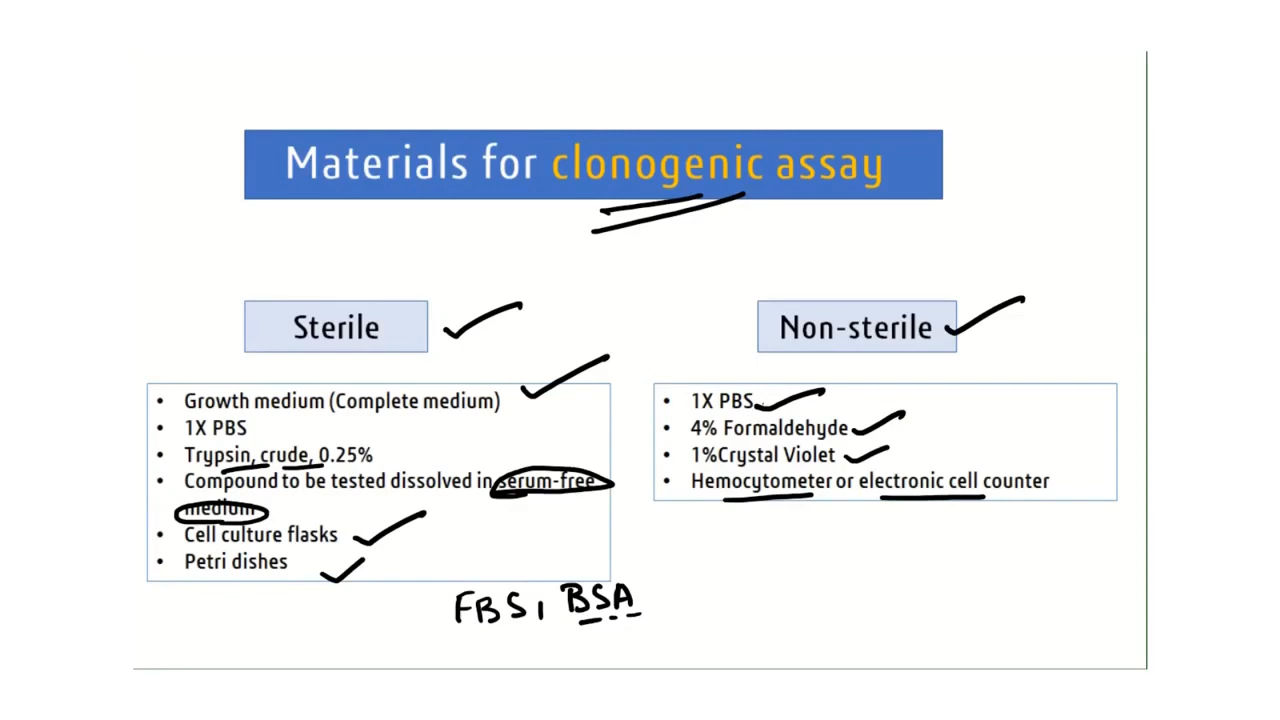 Materials for clonogenic assay
Sterile
Non-sterile
• Growth medium (Complete medium)
• 1X PBS
• Trypsin, crude, 0.25%
• Compound to be tested dissolved in serum-free
medium
• Cell culture flasks
• Petri dishes
• 1X PBS
• 4% Formaldehyde
• 1%Crystal Violet
• Hemocytometer or electronic cell counter
FBS, BSA